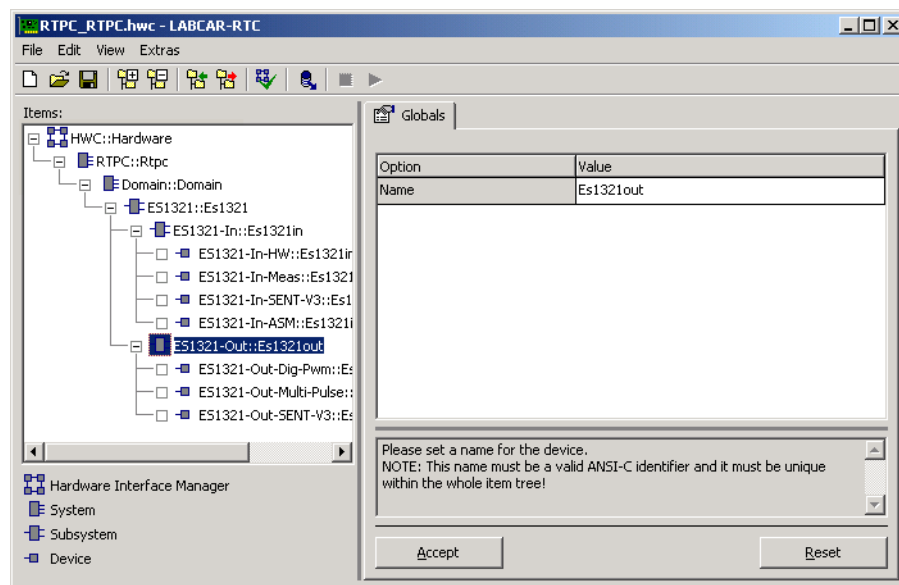 RTPC_RTPC.hwc - LABCAR-RTC
File Edit View Extras
Items:
HWC::Hardware
RTPC::Rtpc
Domain::Domain
ES1321::Es1321
ES1321-In::Es1321in
ES1321-In-HW::Es1321in
ES1321-In-Meas::Es1321
ES1321-In-SENT-V3::Es1
ES1321-In-ASM::Es1321i
ES1321-Out::Es1321out
ES1321-Out-Dig-Pwm::Es
ES1321-Out-Multi-Pulse::
ES1321-Out-SENT-V3::Es
Hardware Interface Manager
System
Subsystem
Device
Globals
Option Value
Name Es1321out
Please set a name for the device.
NOTE: This name must be a valid ANSI-C identifier and it must be unique
within the whole item tree!
Accept Reset